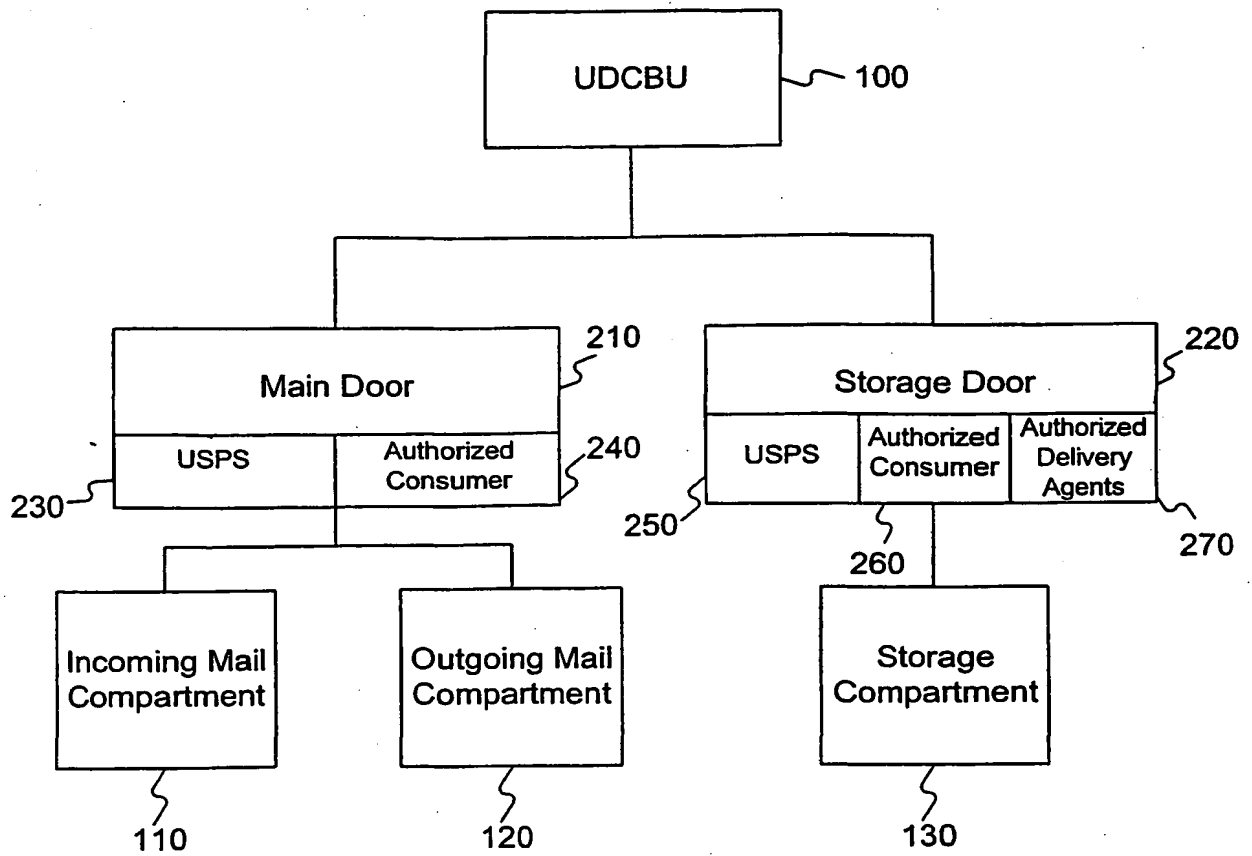 UDCBU
100
210
Main Door
220
Storage Door
USPS
Authorized
Consumer
240
230
USPS
Authorized
Consumer
Authorized
Delivery
Agents
250
260
270
Incoming Mail
Compartment
Outgoing Mail
Compartment
Storage
Compartment
110
120
130